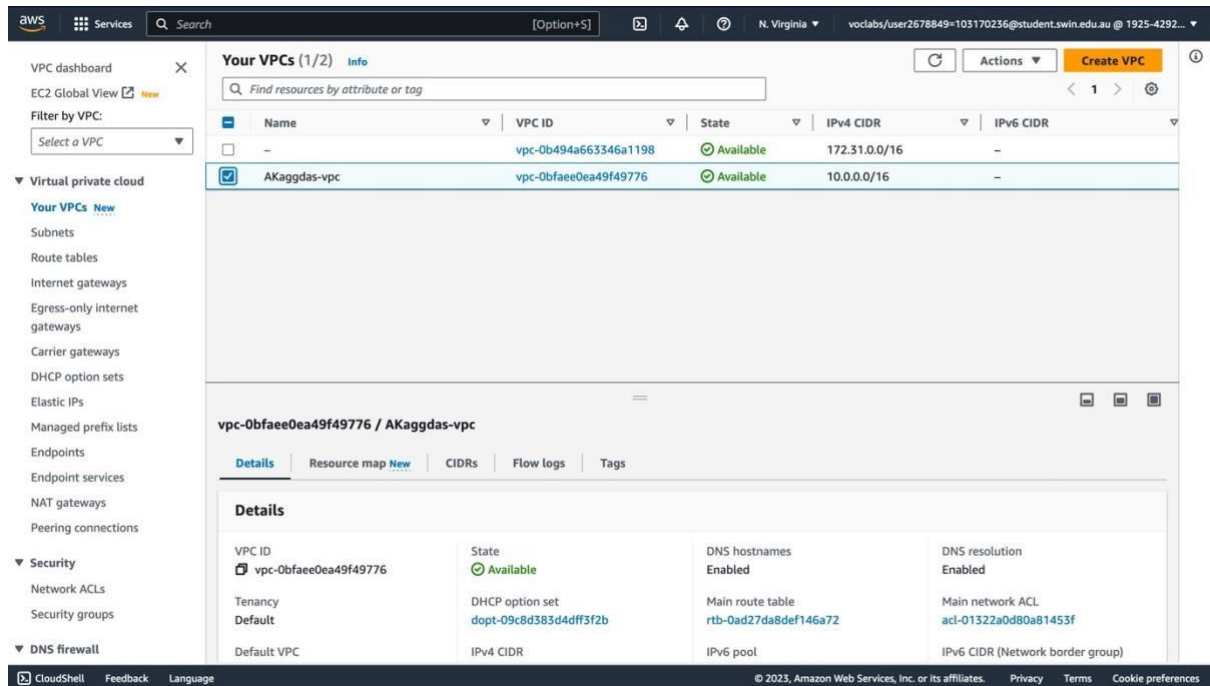 aws Services Search [Option+S] N. Virginia voclabs/user2678849=103170236@student.swin.edu.au @ 1925-4292...
VPC dashboard
EC2 Global View New
Filter by VPC:
Select a VPC
Virtual private cloud
Your VPCs New
Subnets
Route tables
Internet gateways
Egress-only internet
gateways
Carrier gateways
DHCP option sets
Elastic IPs
Managed prefix lists
Endpoints
Endpoint services
NAT gateways
Peering connections
Security
Network ACLs
Security groups
DNS firewall
Your VPCs (1/2) Info Actions Create VPC
Find resources by attribute or tag 1
Name VPC ID State IPv4 CIDR IPv6 CIDR
– vpc-0b494a663346a1198 Available 172.31.0.0/16 –
AKaggdas-vpc vpc-0bfaee0ea49f49776 Available 10.0.0.0/16 –
vpc-0bfaee0ea49f49776 / AKaggdas-vpc
Details Resource map New CIDRs Flow logs Tags
Details
VPC ID State DNS hostnames DNS resolution
vpc-0bfaee0ea49f49776 Available Enabled Enabled
Tenancy DHCP option set Main route table Main network ACL
Default dopt-09c8d383d4dff3f2b rtb-0ad27da8def146a72 acl-01322a0d80a81453f
Default VPC IPv4 CIDR IPv6 pool IPv6 CIDR (Network border group)
CloudShell Feedback Language © 2023, Amazon Web Services, Inc. or its affiliates. Privacy Terms Cookie preferences